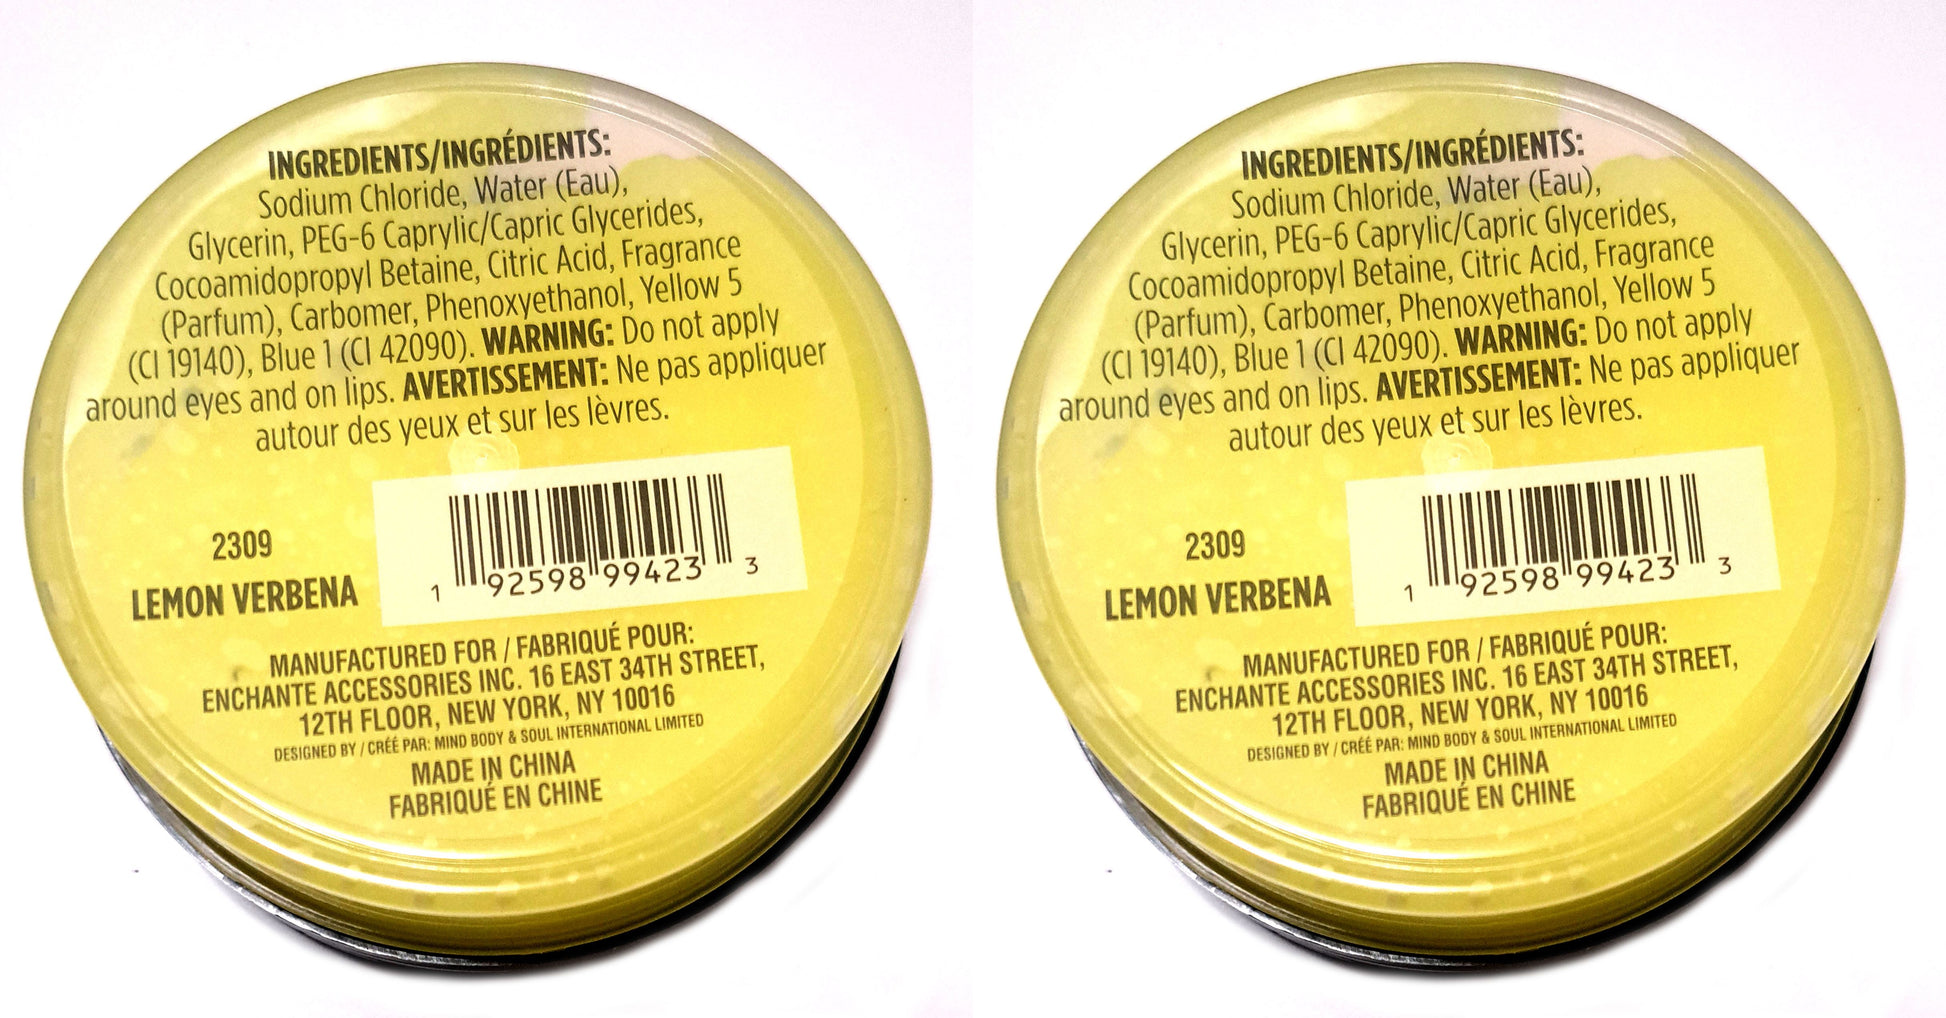 INGREDIENTS/INGRÉDIENTS:
Sodium Chloride, Water (Eau),
Glycerin, PEG-6 Caprylic/Capric Glycerides,
Cocoamidopropyl Betaine, Citric Acid, Fragrance
(Parfum), Carbomer, Phenoxyethanol, Yellow 5
(CI 19140), Blue 1 (CI 42090). WARNING: Do not apply
around eyes and on lips. AVERTISSEMENT: Ne pas appliquer
autour des yeux et sur les lèvres.
2309
LEMON VERBENA
1 92598 99423 3
MANUFACTURED FOR / FABRIQUÉ POUR:
ENCHANTE ACCESSORIES INC. 16 EAST 34TH STREET,
12TH FLOOR, NEW YORK, NY 10016
DESIGNED BY / CRÉÉ PAR: MIND BODY & SOUL INTERNATIONAL LIMITED
MADE IN CHINA
FABRIQUÉ EN CHINE
INGREDIENTS/INGRÉDIENTS:
Sodium Chloride, Water (Eau),
Glycerin, PEG-6 Caprylic/Capric Glycerides,
Cocoamidopropyl Betaine, Citric Acid, Fragrance
(Parfum), Carbomer, Phenoxyethanol, Yellow 5
(CI 19140), Blue 1 (CI 42090). WARNING: Do not apply
around eyes and on lips. AVERTISSEMENT: Ne pas appliquer
autour des yeux et sur les lèvres.
2309
LEMON VERBENA
1 92598 99423 3
MANUFACTURED FOR / FABRIQUÉ POUR:
ENCHANTE ACCESSORIES INC. 16 EAST 34TH STREET,
12TH FLOOR, NEW YORK, NY 10016
DESIGNED BY / CRÉÉ PAR: MIND BODY & SOUL INTERNATIONAL LIMITED
MADE IN CHINA
FABRIQUÉ EN CHINE